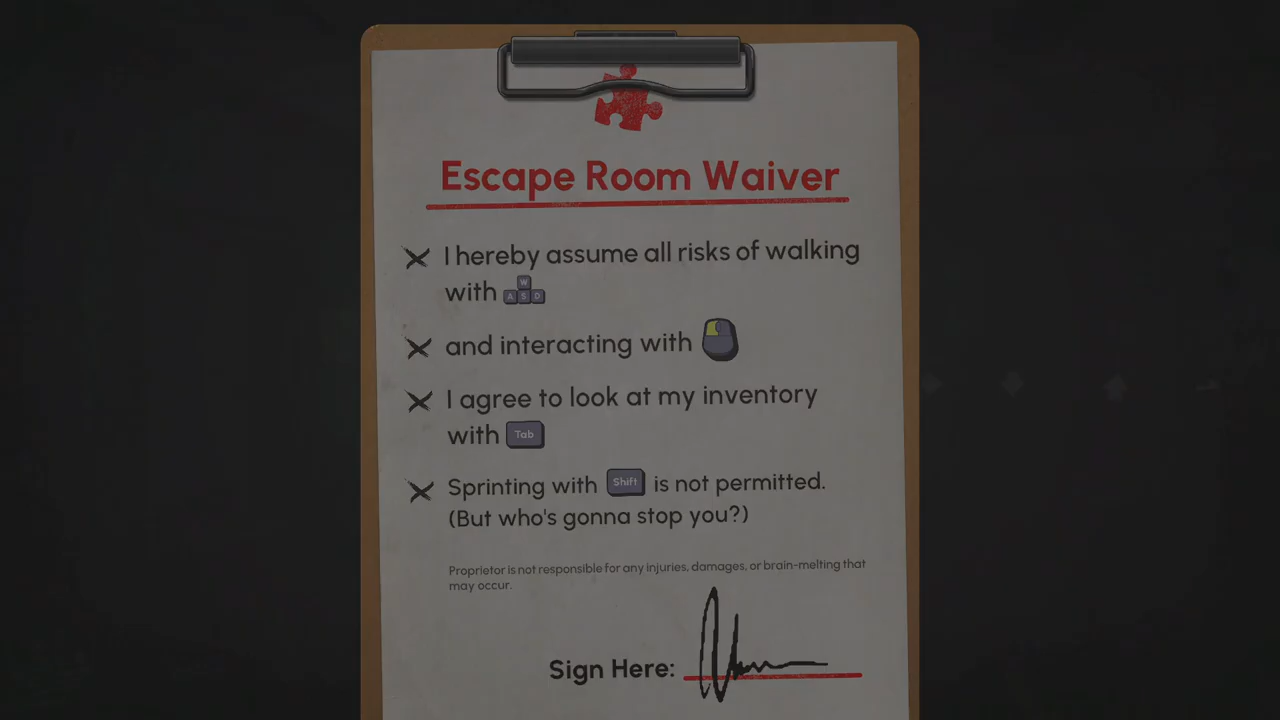 Escape Room Waiver
I hereby assume all risks of walking
with W A S D
and interacting with
I agree to look at my inventory
with Tab
Sprinting with Shift is not permitted.
(But who's gonna stop you?)
Proprietor is not responsible for any injuries, damages, or brain-melting that
may occur.
Sign Here: